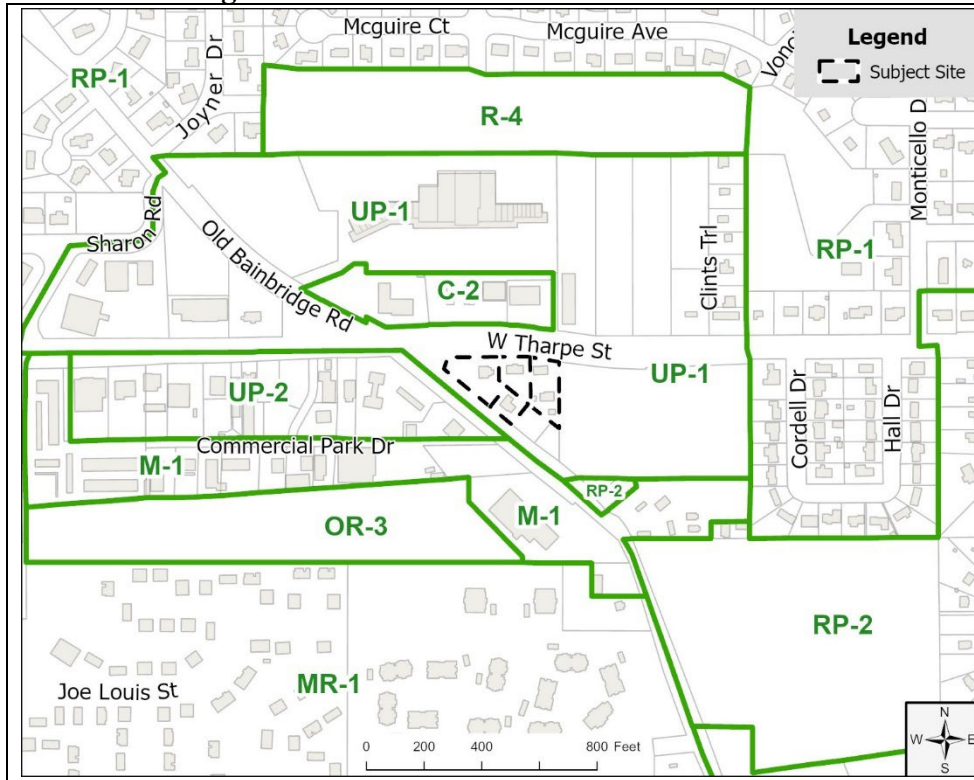 g
Mcguire Ct
Mcguire Ave
Legend
Subject Site
RP-1
Joyner Dr
R-4
Monticello D
UP-1
Sharon Rd
Old Bainbridge Rd
C-2
Clints Trl
RP-1
W Tharpe St
UP-1
UP-2
Commercial Park Dr
M-1
Cordell Dr
Hall Dr
RP-2
OR-3
M-1
RP-2
Joe Louis St
MR-1
0 200 400 800 Feet
N
W E
S